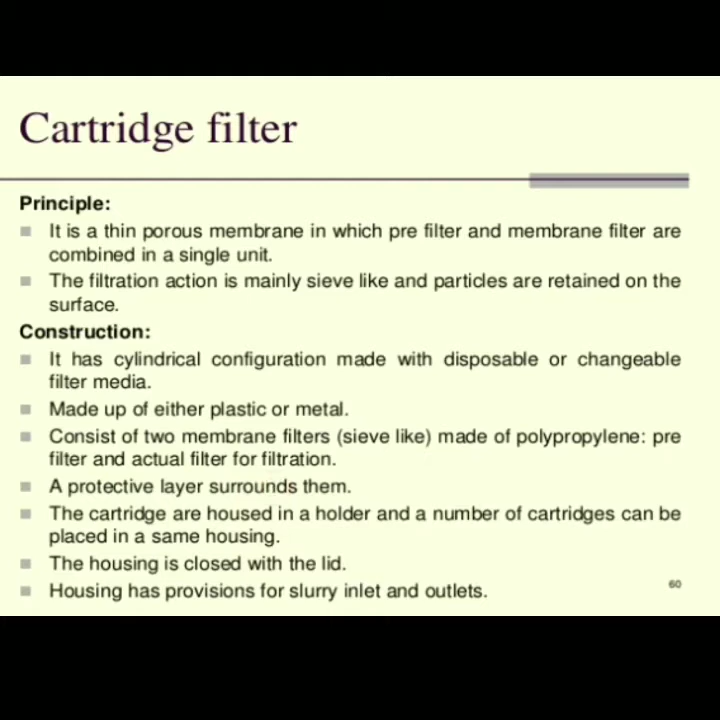 Cartridge filter
Principle:
It is a thin porous membrane in which pre filter and membrane filter are
combined in a single unit.
The filtration action is mainly sieve like and particles are retained on the
surface.
Construction:
It has cylindrical configuration made with disposable or changeable
filter media.
Made up of either plastic or metal.
Consist of two membrane filters (sieve like) made of polypropylene: pre
filter and actual filter for filtration.
A protective layer surrounds them.
The cartridge are housed in a holder and a number of cartridges can be
placed in a same housing.
The housing is closed with the lid.
Housing has provisions for slurry inlet and outlets.
60